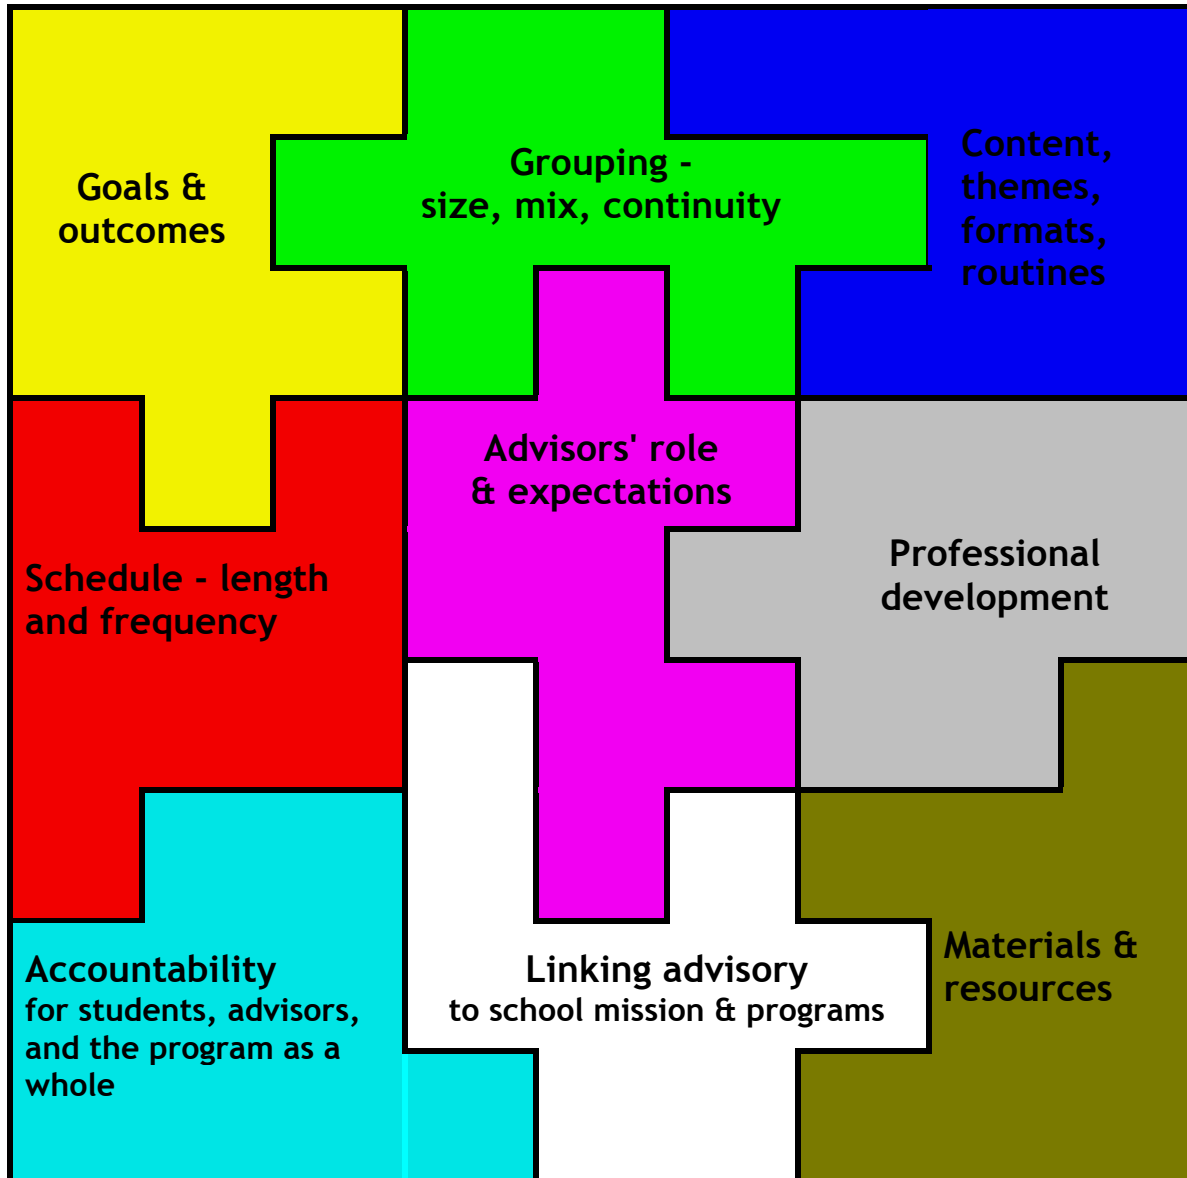 Goals &
outcomes
Grouping -
size, mix, continuity
Content,
themes,
formats,
routines
Schedule - length
and frequency
Advisors' role
& expectations
Professional
development
Accountability
for students, advisors,
and the program as a
whole
Linking advisory
to school mission & programs
Materials &
resources